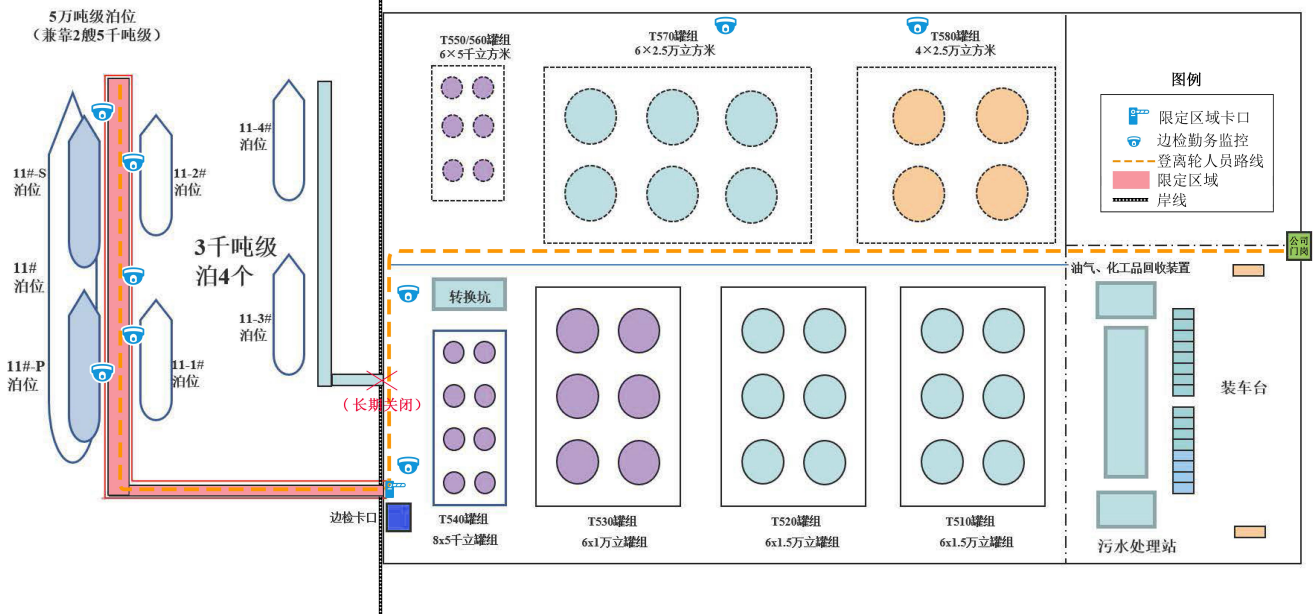 5万吨级泊位
（兼靠2艘5千吨级）
11#-S
泊位
11-2#
泊位
11-4#
泊位
3千吨级
泊4个
11#
泊位
11-3#
泊位
11#-P
泊位
11-1#
泊位
（长期关闭）
边检卡口
T550/560罐组
6×5千立方米
T570罐组
6×2.5万立方米
T580罐组
4×2.5万立方米
图例
限定区域卡口
边检勤务监控
登离轮人员路线
限定区域
岸线
公司
门岗
油气、化工品回收装置
转换坑
装车台
污水处理站
T540罐组
8x5千立罐组
T530罐组
6x1万立罐组
T520罐组
6x1.5万立罐组
T510罐组
6x1.5万立罐组